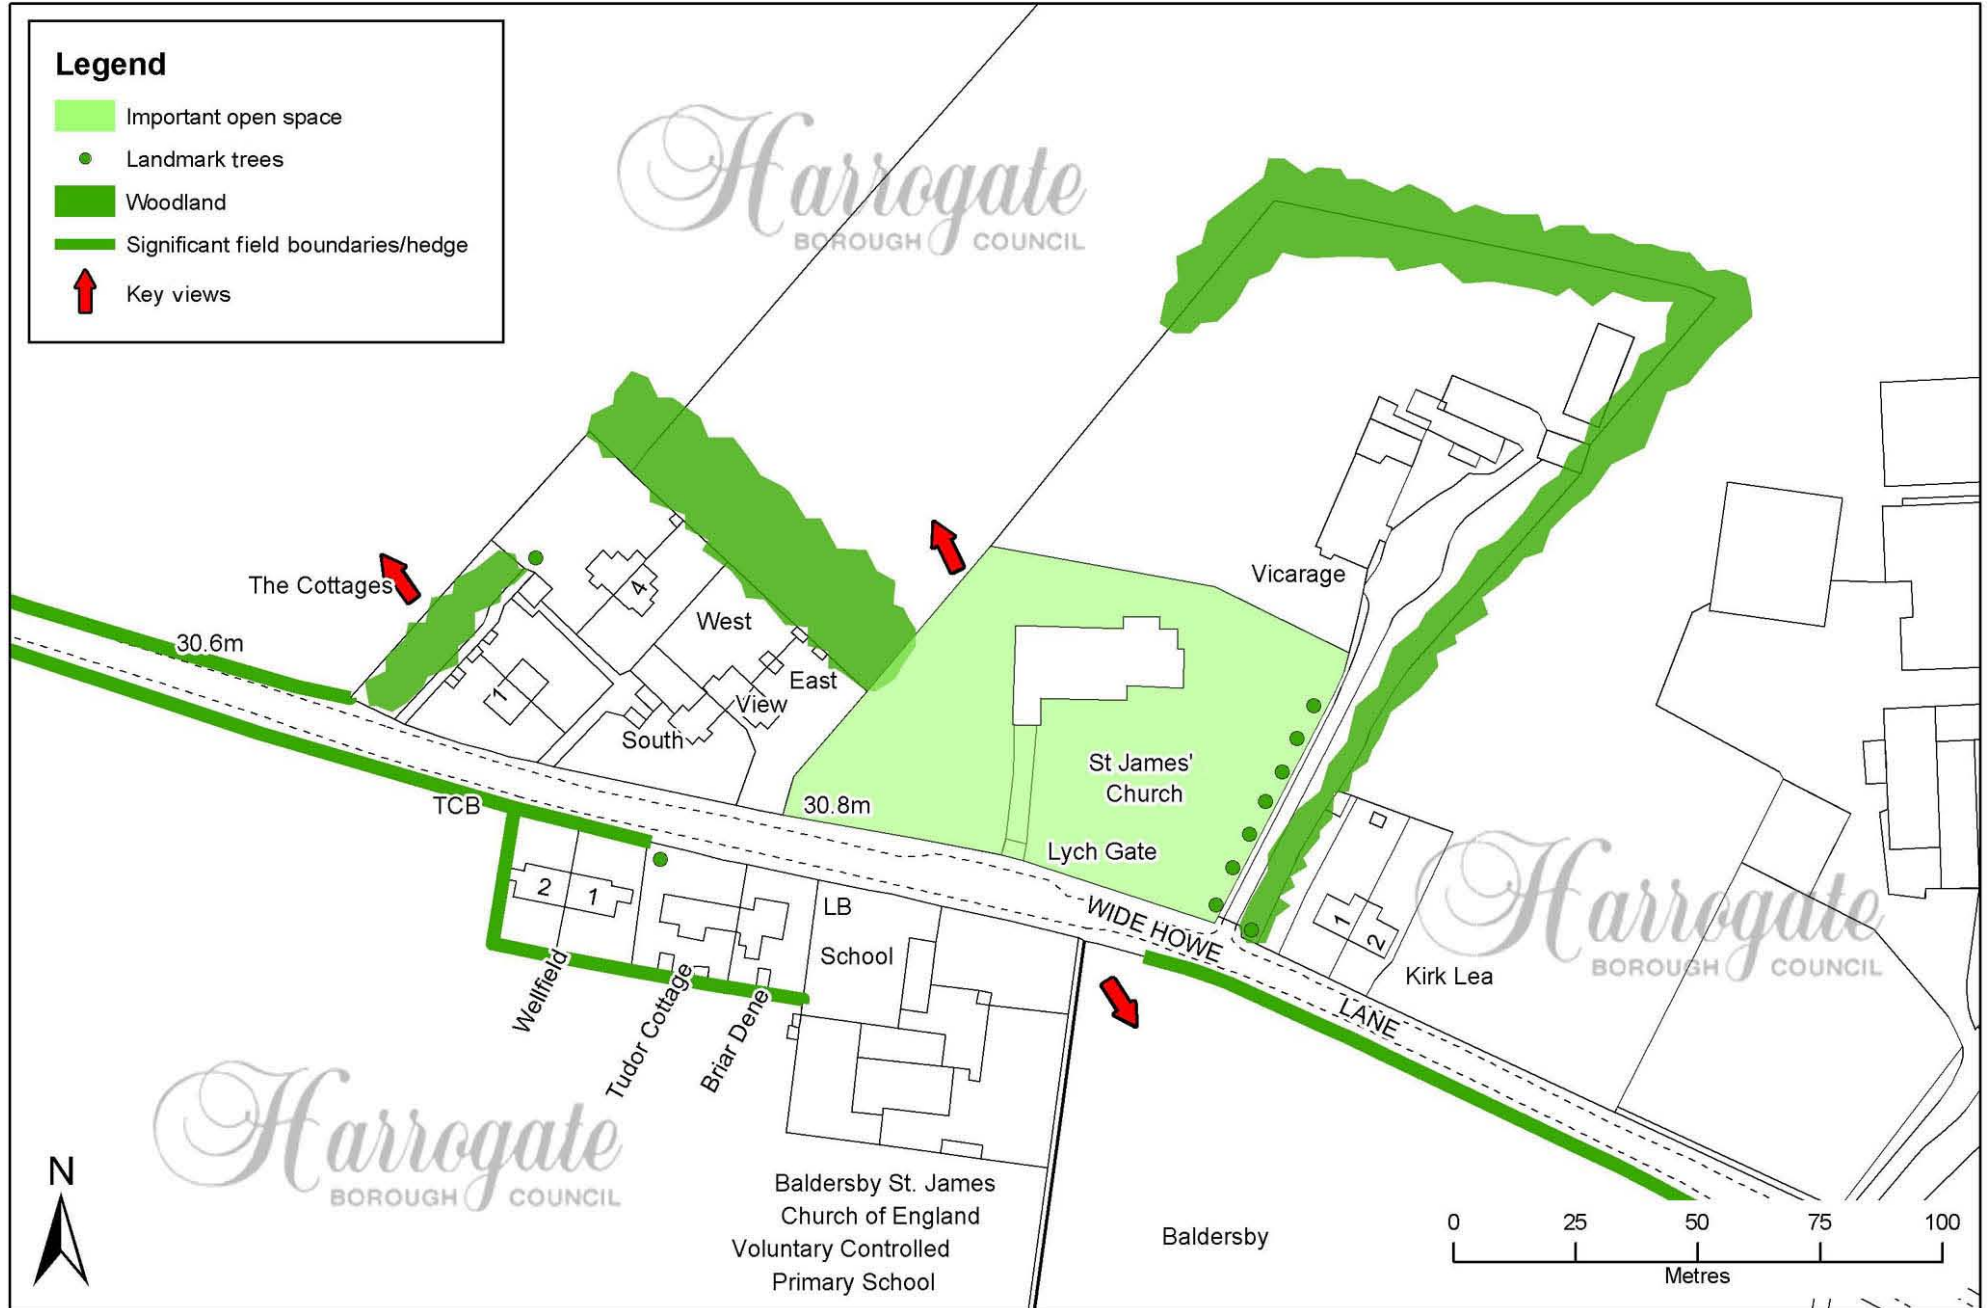 Legend
Important open space
Landmark trees
Woodland
Significant field boundaries/hedge
Key views
Harrogate
BOROUGH COUNCIL
The Cottages
30.6m
4
West
1
View
East
South
Vicarage
St James'
Church
30.8m
Lych Gate
TCB
2
1
LB
School
WIDE HOWE
LANE
1
2
Kirk Lea
Harrogate
BOROUGH COUNCIL
Wellfield
Tudor Cottage
Briar Dene
Harrogate
BOROUGH COUNCIL
N
Baldersby St. James
Church of England
Voluntary Controlled
Primary School
Baldersby
0 25 50 75 100
Metres